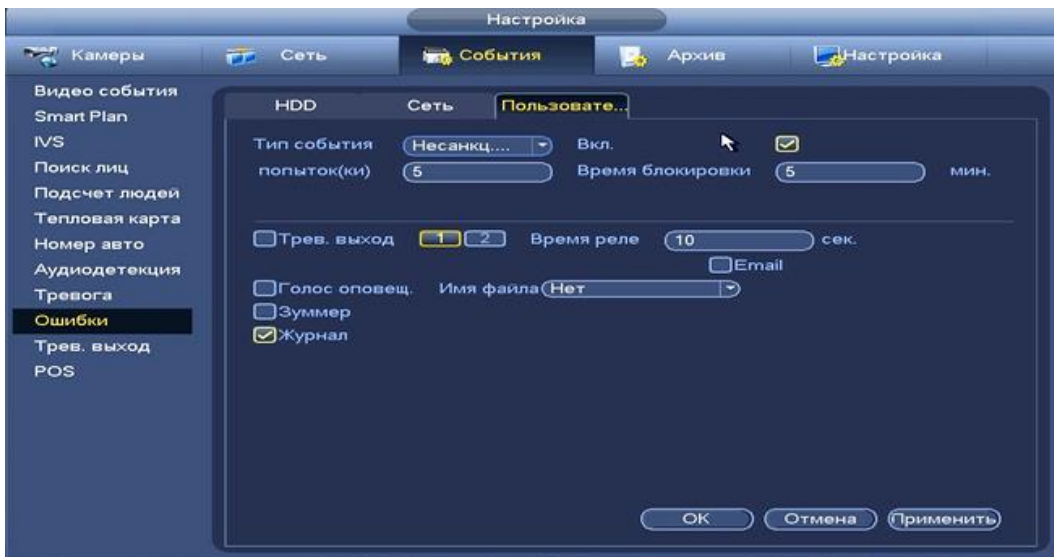 Настройка
Камеры Сеть События Архив Настройка
Видео события
Smart Plan
IVS
Поиск лиц
Подсчет людей
Тепловая карта
Номер авто
Аудиодетекция
Тревога
Ошибки
Трев. выход
POS
HDD Сеть Пользовате...
Тип события Несанкц.... Вкл.
попыток(ки) 5 Время блокировки 5 мин.
Трев. выход 1 2 Время реле 10 сек.
Email
Голос оповещ. Имя файла Нет
Зуммер
Журнал
OK Отмена Применить